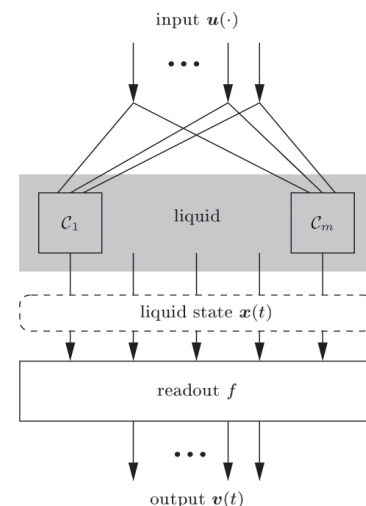 input u(·)
• • •
C₁ liquid Cₘ
liquid state x(t)
readout f
• • •
output v(t)